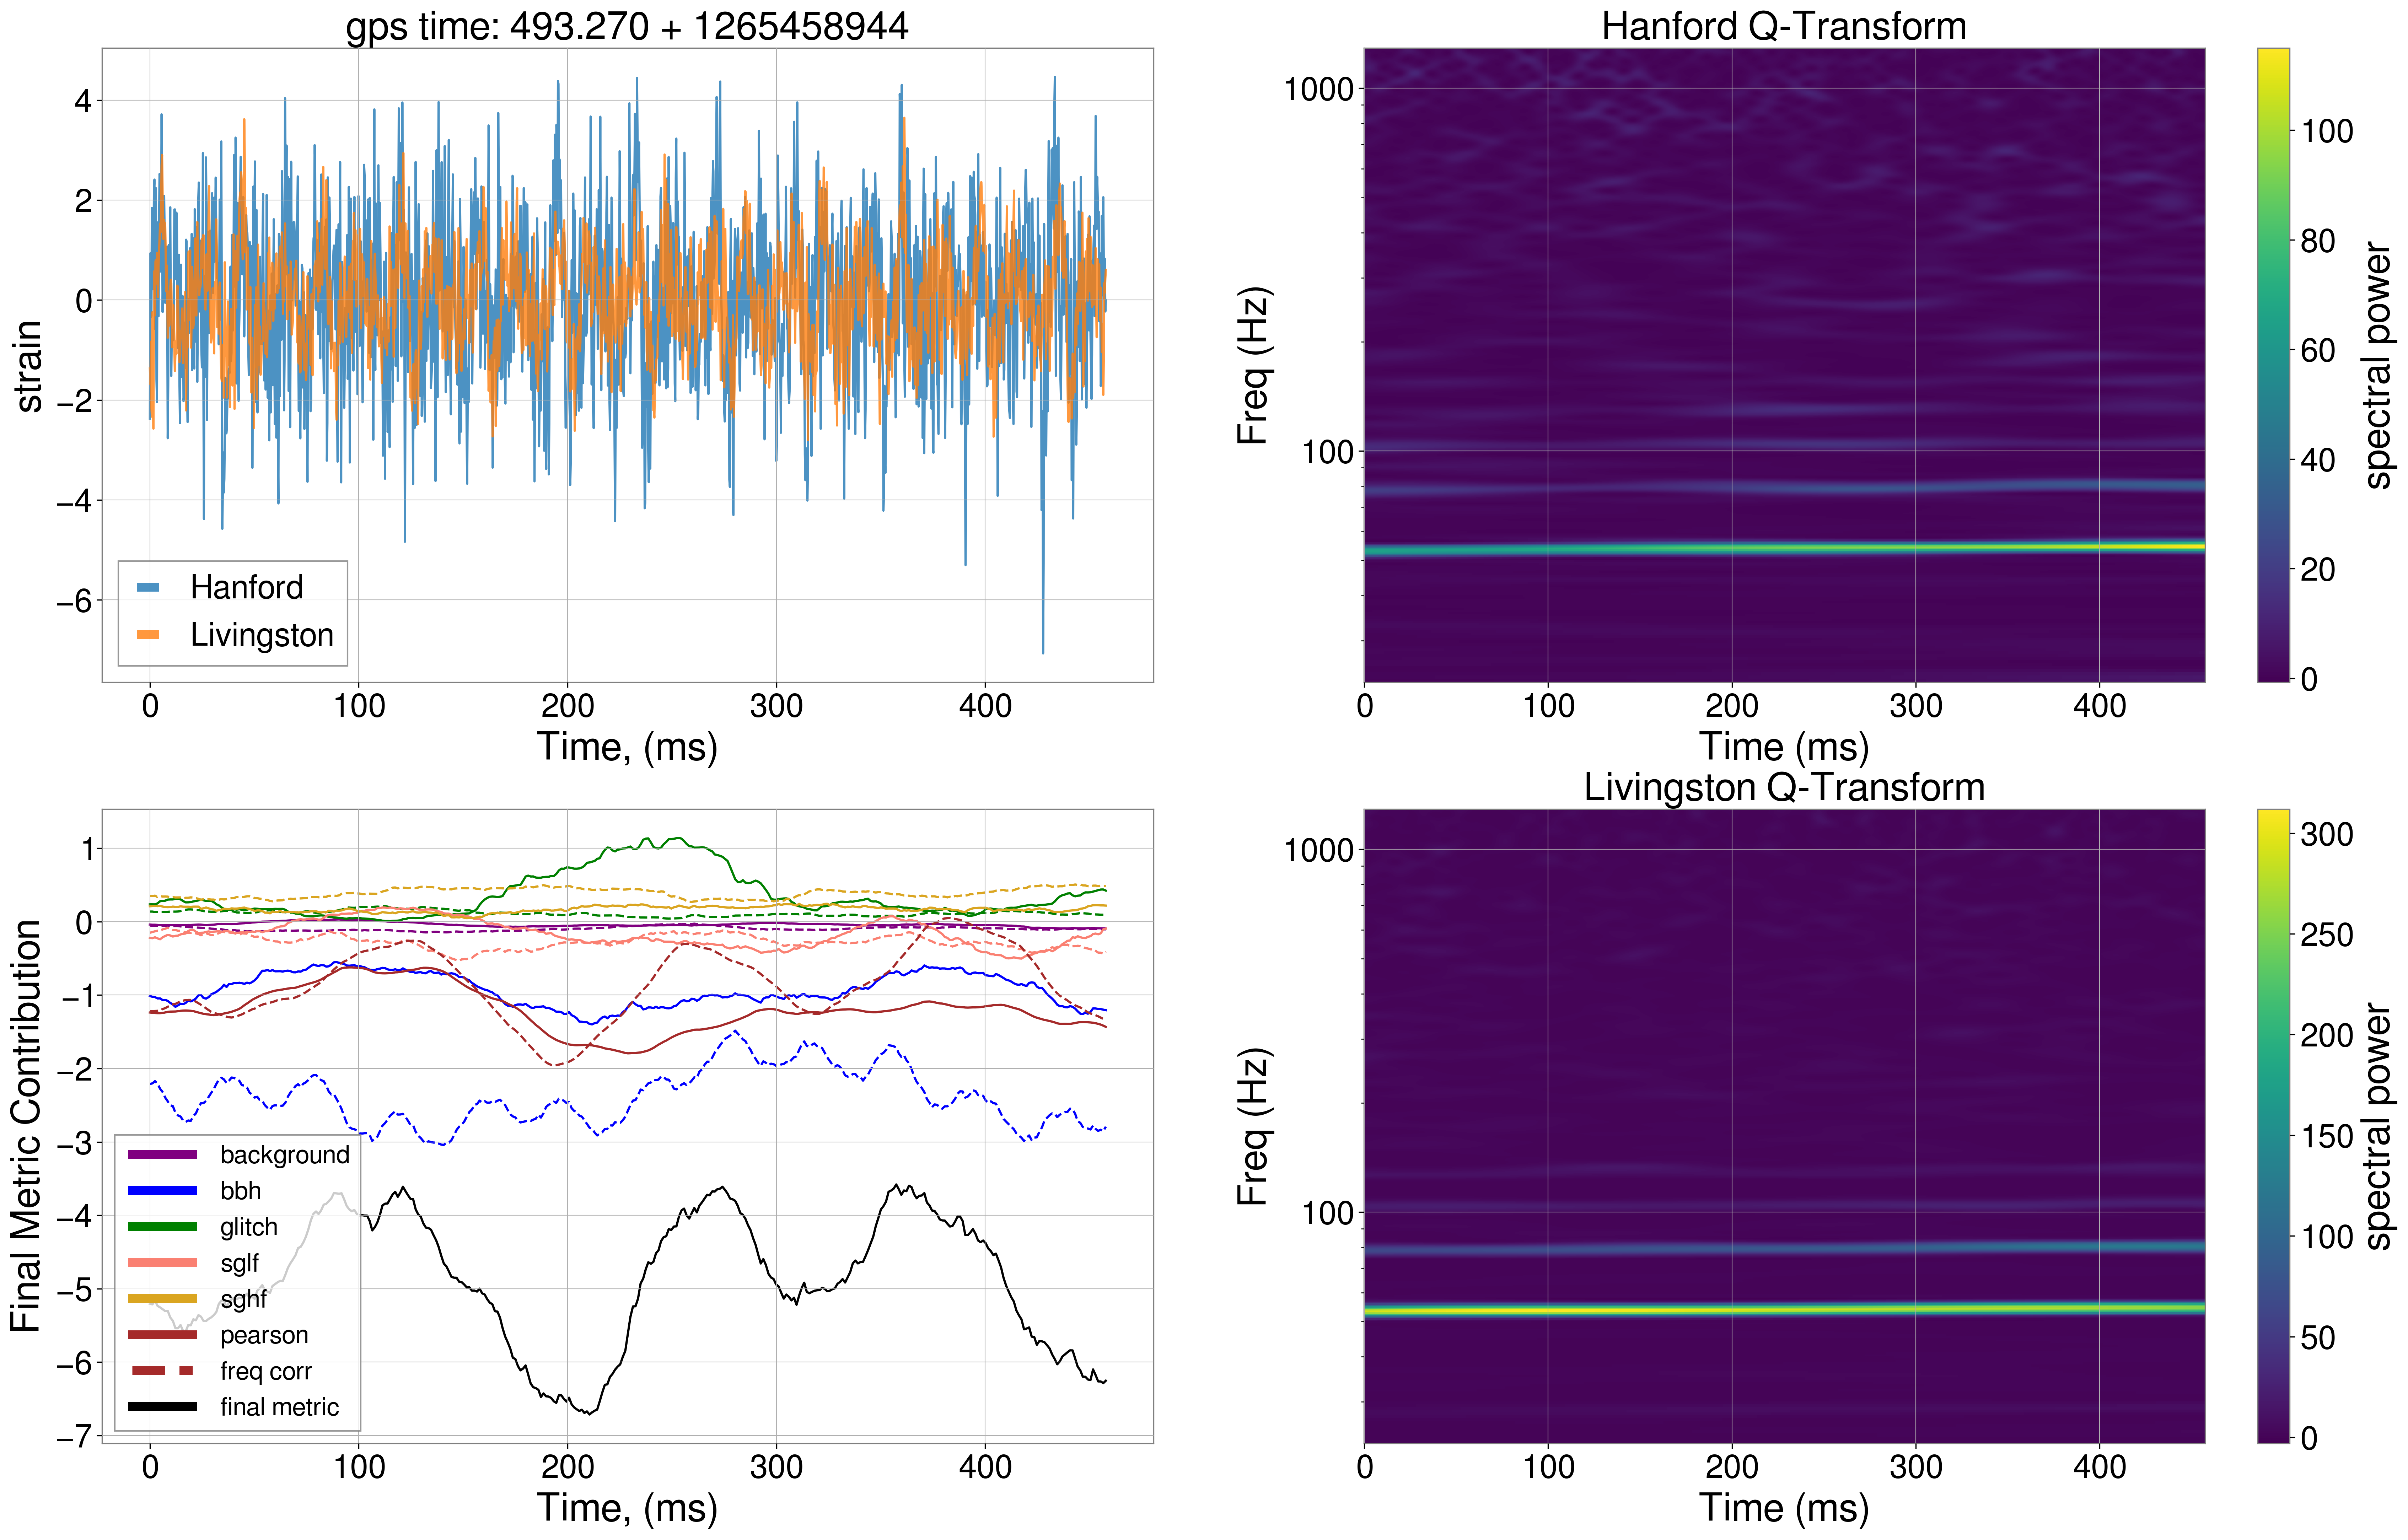 gps time: 493.270 + 1265458944
strain
4
2
0
−2
−4
−6
Hanford
Livingston
0 100 200 300 400
Time, (ms)
Hanford Q-Transform
Freq (Hz)
1000
100
0 100 200 300 400
Time (ms)
100
80
60
40
20
0
spectral power
Final Metric Contribution
1
0
−1
−2
−3
−4
−5
−6
−7
background
bbh
glitch
sglf
sghf
pearson
freq corr
final metric
0 100 200 300 400
Time, (ms)
Livingston Q-Transform
Freq (Hz)
1000
100
0 100 200 300 400
Time (ms)
300
250
200
150
100
50
0
spectral power